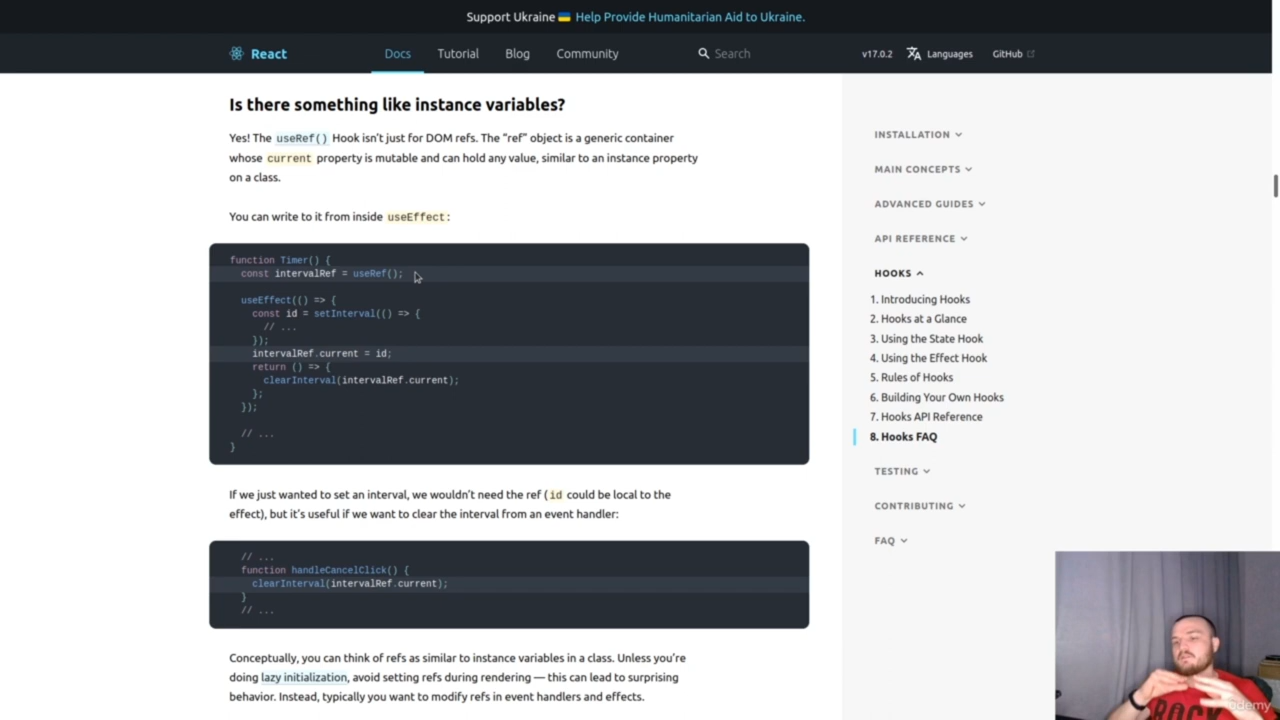 Support Ukraine 🇺🇦 Help Provide Humanitarian Aid to Ukraine.
React
Docs
Tutorial
Blog
Community
Search
v17.0.2
Languages
GitHub
Is there something like instance variables?
Yes! The useRef() Hook isn't just for DOM refs. The "ref" object is a generic container
whose current property is mutable and can hold any value, similar to an instance property
on a class.
You can write to it from inside useEffect:
function Timer() {
const intervalRef = useRef();
useEffect(() => {
const id = setInterval(() => {
// ...
});
intervalRef.current = id;
return () => {
clearInterval(intervalRef.current);
};
});
// ...
}
If we just wanted to set an interval, we wouldn't need the ref (id could be local to the
effect), but it's useful if we want to clear the interval from an event handler:
// ...
function handleCancelClick() {
clearInterval(intervalRef.current);
}
// ...
Conceptually, you can think of refs as similar to instance variables in a class. Unless you're
doing lazy initialization, avoid setting refs during rendering — this can lead to surprising
behavior. Instead, typically you want to modify refs in event handlers and effects.
INSTALLATION
MAIN CONCEPTS
ADVANCED GUIDES
API REFERENCE
HOOKS
1. Introducing Hooks
2. Hooks at a Glance
3. Using the State Hook
4. Using the Effect Hook
5. Rules of Hooks
6. Building Your Own Hooks
7. Hooks API Reference
8. Hooks FAQ
TESTING
CONTRIBUTING
FAQ
ROCK